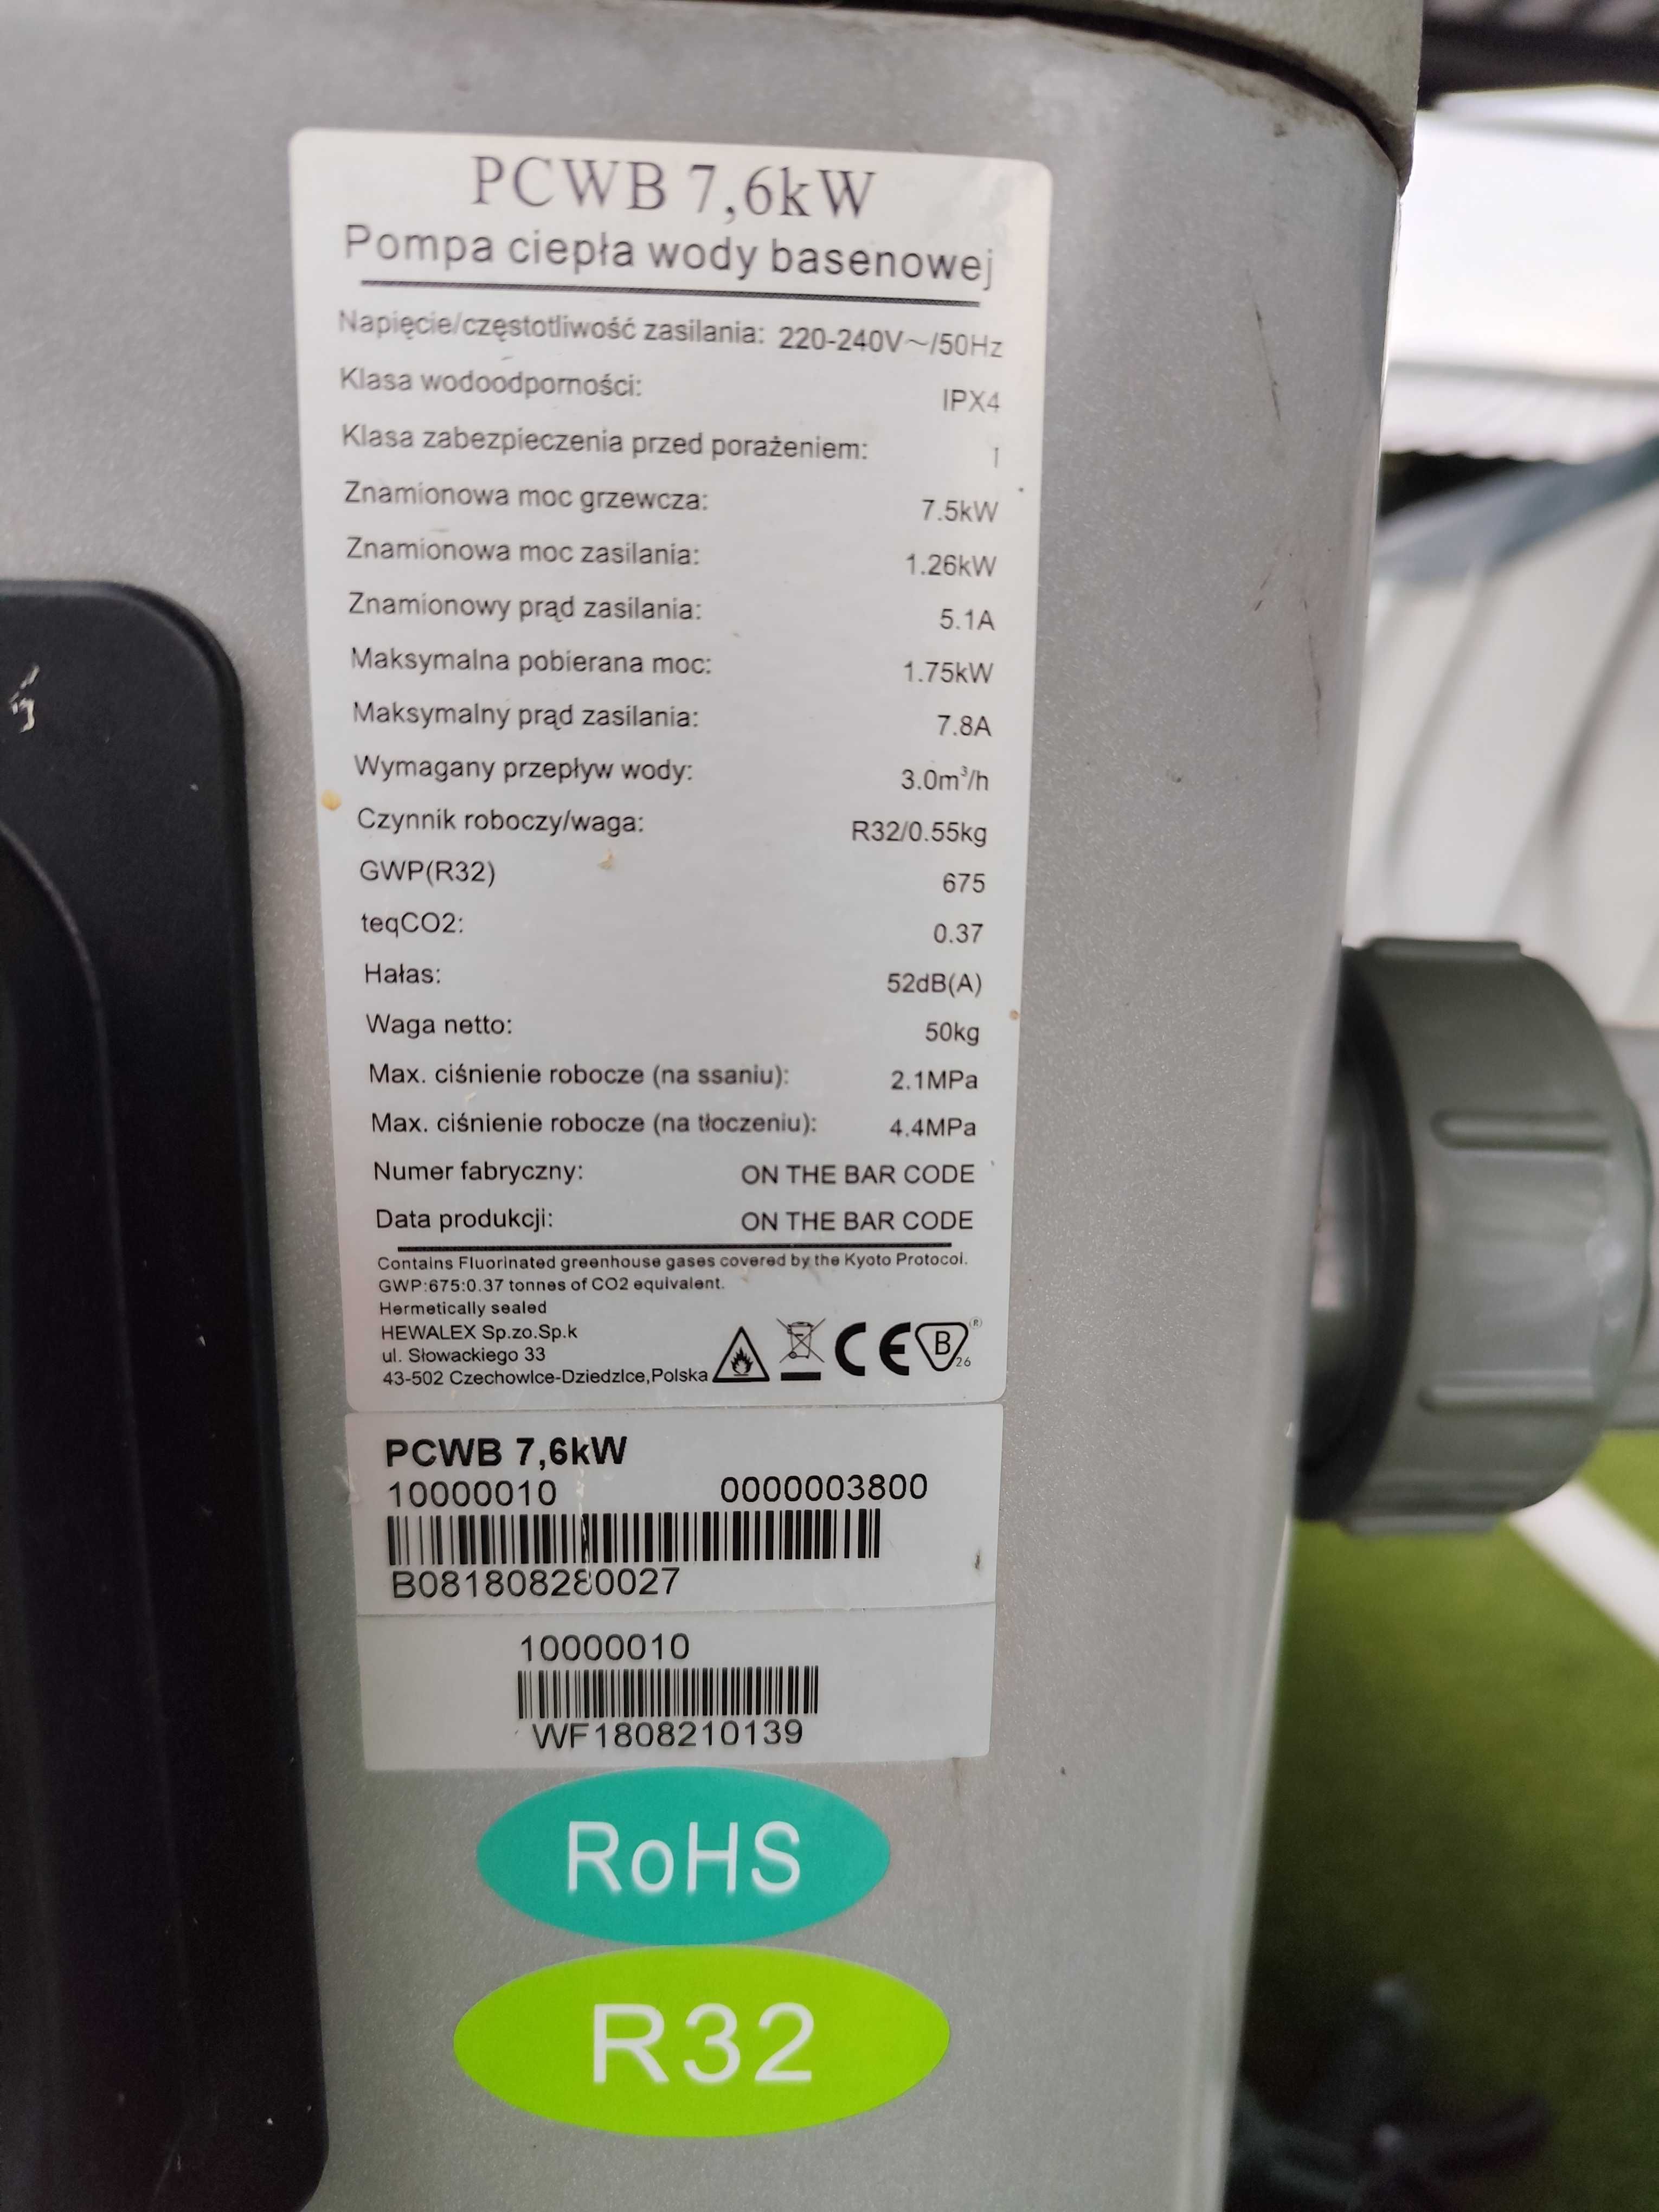 PCWB 7,6kW
Pompa ciepła wody basenowej
Napięcie/częstotliwość zasilania: 220-240V~/50Hz
Klasa wodoodporności: IPX4
Klasa zabezpieczenia przed porażeniem: I
Znamionowa moc grzewcza: 7.5kW
Znamionowa moc zasilania: 1.26kW
Znamionowy prąd zasilania: 5.1A
Maksymalna pobierana moc: 1.75kW
Maksymalny prąd zasilania: 7.8A
Wymagany przepływ wody: 3.0m³/h
Czynnik roboczy/waga: R32/0.55kg
GWP(R32) 675
teqCO2: 0.37
Hałas: 52dB(A)
Waga netto: 50kg
Max. ciśnienie robocze (na ssaniu): 2.1MPa
Max. ciśnienie robocze (na tłoczeniu): 4.4MPa
Numer fabryczny: ON THE BAR CODE
Data produkcji: ON THE BAR CODE
Contains Fluorinated greenhouse gases covered by the Kyoto Protocol.
GWP:675:0.37 tonnes of CO2 equivalent.
Hermetically sealed
HEWALEX Sp.zo.Sp.k
ul. Słowackiego 33
43-502 Czechowice-Dziedzice,Polska
CE B ® 26
PCWB 7,6kW
10000010 0000003800
B081808280027
10000010
WF1808210139
RoHS
R32